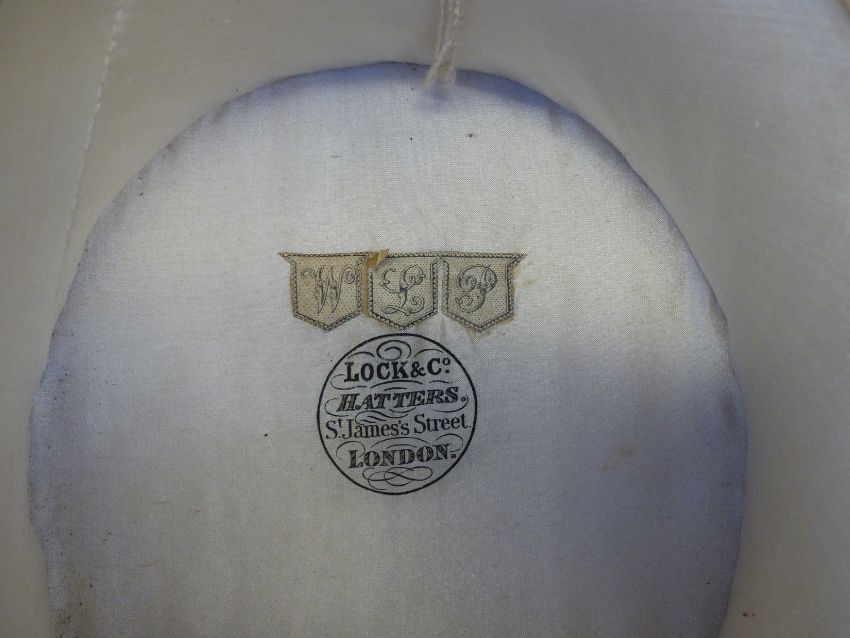 W L P
LOCK & Cº
HATTERS,
Sᵗ James's Street
LONDON.